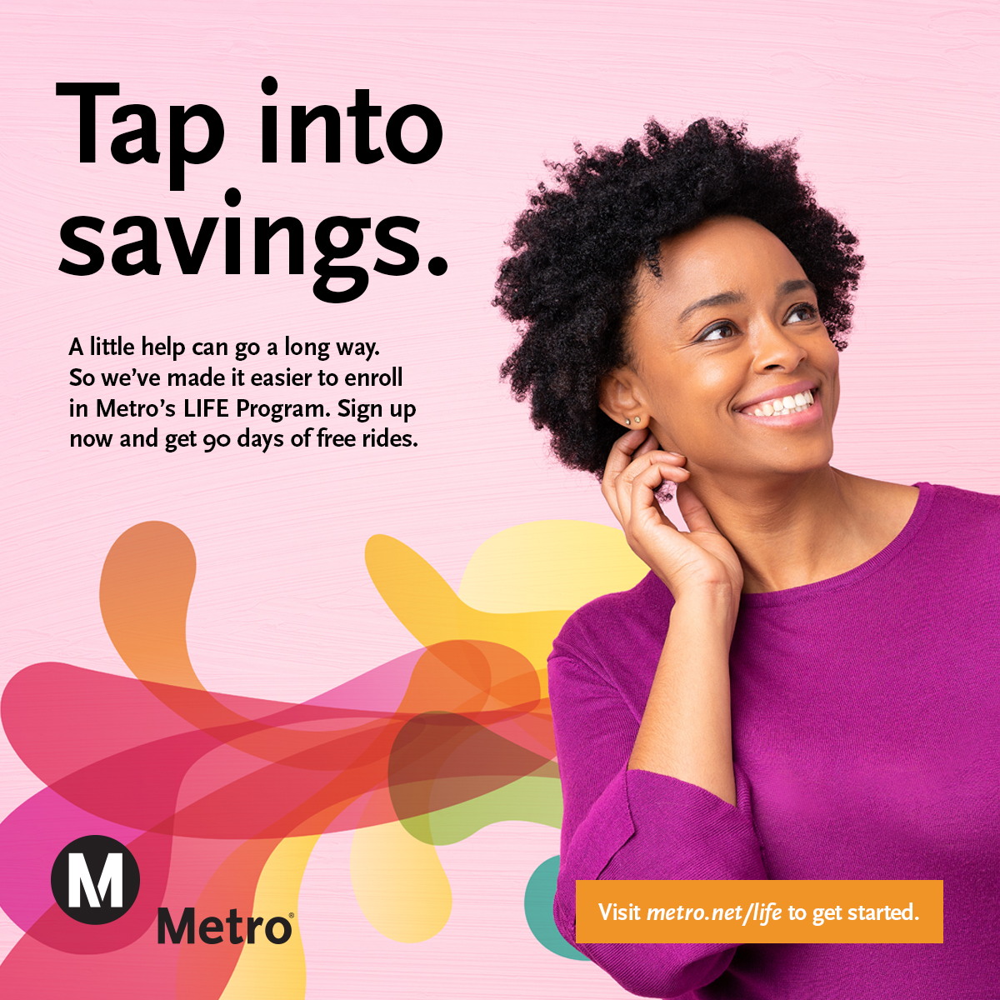 Tap into
savings.
A little help can go a long way.
So we’ve made it easier to enroll
in Metro’s LIFE Program. Sign up
now and get 90 days of free rides.
M
Metro®
Visit metro.net/life to get started.